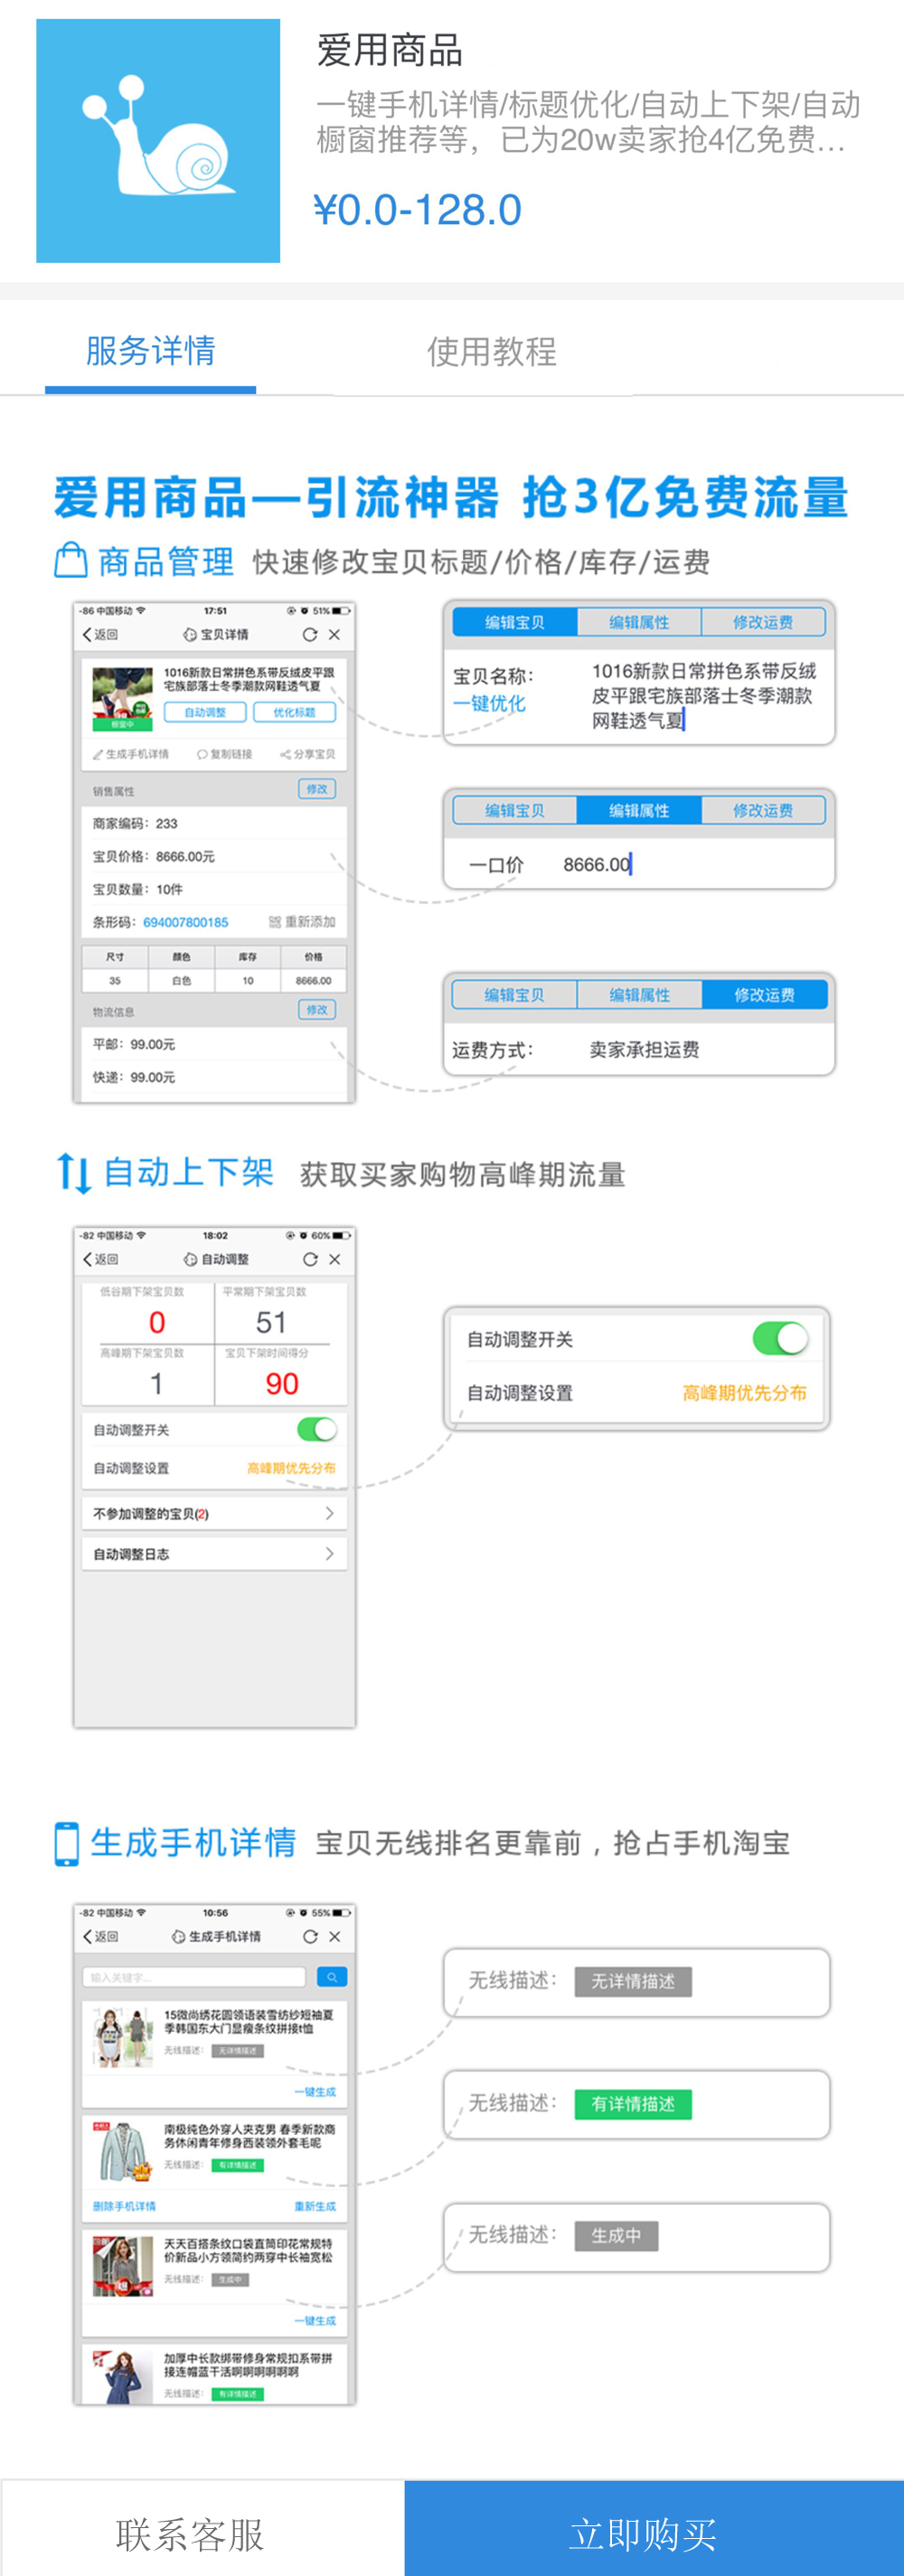 爱用商品
一键手机详情/标题优化/自动上下架/自动
橱窗推荐等，已为20w卖家抢4亿免费...
¥0.0-128.0
服务详情
使用教程
爱用商品—引流神器 抢3亿免费流量
商品管理 快速修改宝贝标题/价格/库存/运费
-86 中国移动 17:51 51%
返回 宝贝详情
1016新款日常拼色系带反绒皮平跟
宅族部落士冬季潮款网鞋透气夏
自动调整 优化标题
生成手机详情 复制链接 分享宝贝
销售属性 修改
商家编码：233
宝贝价格：8666.00元
宝贝数量：10件
条形码：694007800185 重新添加
尺寸 颜色 库存 价格
35 白色 10 8666.00
物流信息 修改
平邮：99.00元
快递：99.00元
编辑宝贝 编辑属性 修改运费
宝贝名称：
一键优化
1016新款日常拼色系带反绒
皮平跟宅族部落士冬季潮款
网鞋透气夏
编辑宝贝 编辑属性 修改运费
一口价 8666.00
编辑宝贝 编辑属性 修改运费
运费方式： 卖家承担运费
自动上下架 获取买家购物高峰期流量
-82 中国移动 18:02 60%
返回 自动调整
低谷期下架宝贝数 平常期下架宝贝数
0 51
高峰期下架宝贝数 宝贝下架时间得分
1 90
自动调整开关
自动调整设置 高峰期优先分布
不参加调整的宝贝(2)
自动调整日志
自动调整开关
自动调整设置 高峰期优先分布
生成手机详情 宝贝无线排名更靠前，抢占手机淘宝
-82 中国移动 10:56 55%
返回 生成手机详情
输入关键字...
15微尚绣花圆领语装雪纺纱短袖夏
季韩国东大门显瘦条纹拼接t恤
无线描述： 无详情描述
一键生成
南极纯色外穿人夹克男 春季新款商
务休闲青年修身西装领外套毛呢
无线描述： 有详情描述
删除手机详情 重新生成
天天百搭条纹口袋直筒印花常规特
价新品小方领简约两穿中长袖宽松
无线描述： 生成中
一键生成
加厚中长款绑带修身常规扣系带拼
接连帽蓝干活啊啊啊啊啊啊
无线描述： 有详情描述
无线描述： 无详情描述
无线描述： 有详情描述
无线描述： 生成中
联系客服
立即购买